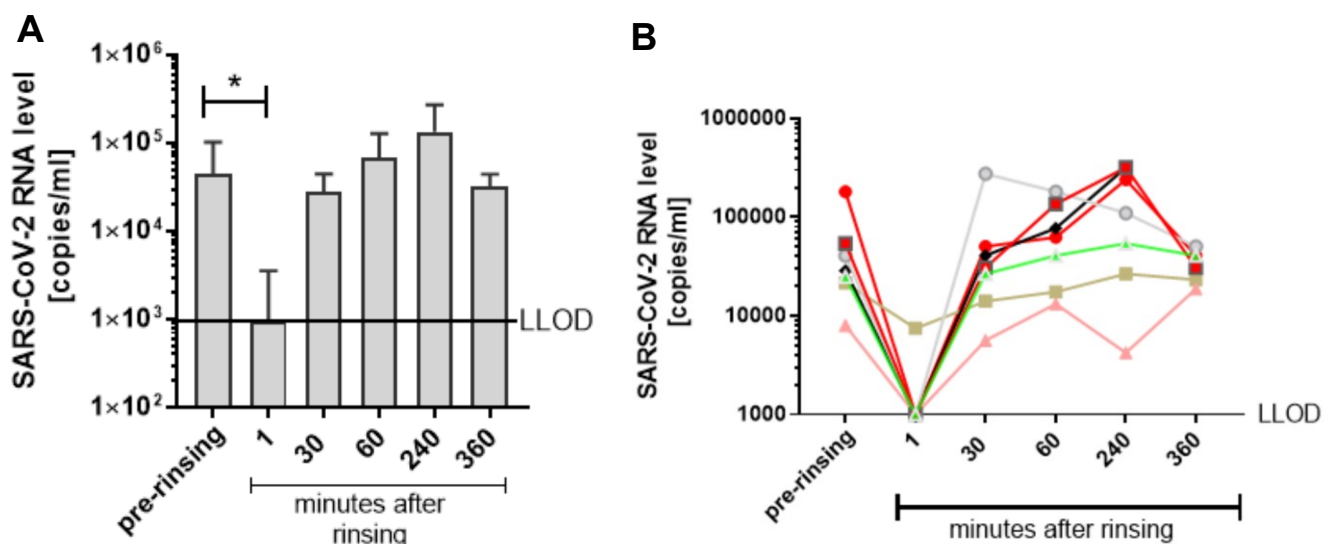 A
SARS-CoV-2 RNA level
[copies/ml]
1×10⁶
1×10⁵
1×10⁴
1×10³
1×10²
*
LLOD
pre-rinsing
1
30
60
240
360
minutes after
rinsing
B
SARS-CoV-2 RNA level
[copies/ml]
1000000
100000
10000
1000
LLOD
pre-rinsing
1
30
60
240
360
minutes after rinsing